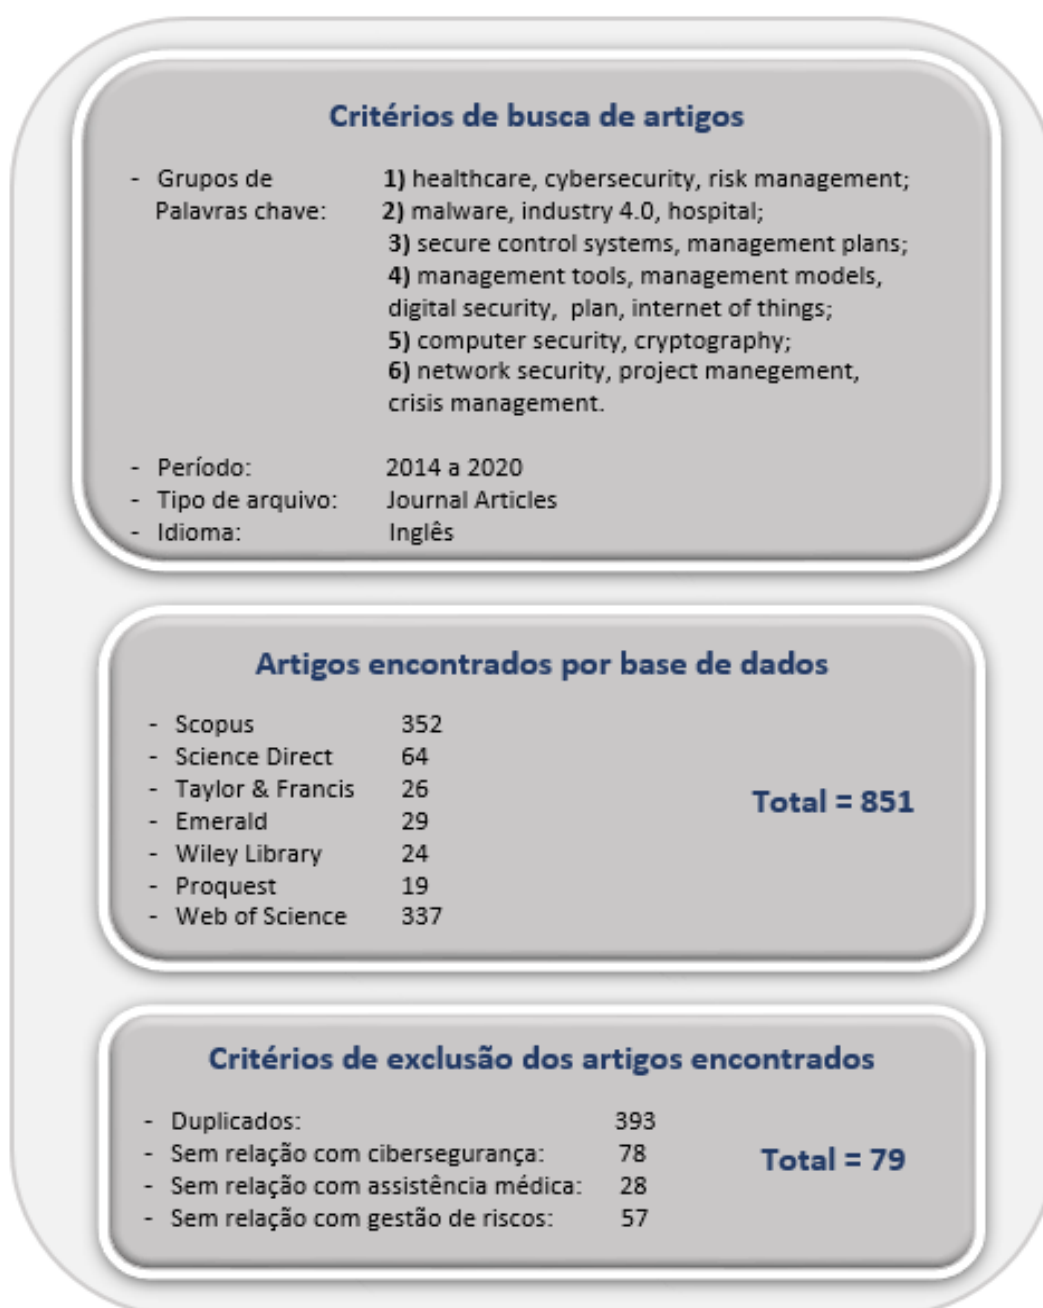 Critérios de busca de artigos
- Grupos de 1) healthcare, cybersecurity, risk management;
Palavras chave: 2) malware, industry 4.0, hospital;
3) secure control systems, management plans;
4) management tools, management models,
digital security, plan, internet of things;
5) computer security, cryptography;
6) network security, project manegement,
crisis management.
- Período: 2014 a 2020
- Tipo de arquivo: Journal Articles
- Idioma: Inglês
Artigos encontrados por base de dados
- Scopus 352
- Science Direct 64
- Taylor & Francis 26
Total = 851
- Emerald 29
- Wiley Library 24
- Proquest 19
- Web of Science 337
Critérios de exclusão dos artigos encontrados
- Duplicados: 393
- Sem relação com cibersegurança: 78
Total = 79
- Sem relação com assistência médica: 28
- Sem relação com gestão de riscos: 57